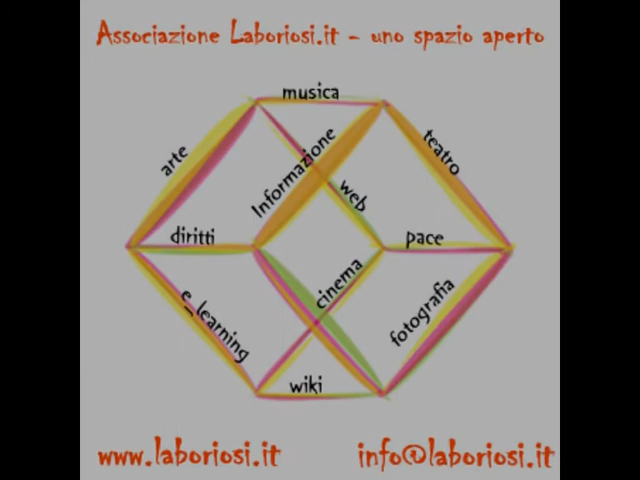 Associazione Laboriosi.it - uno spazio aperto
musica
arte
Informazione
teatro
web
diritti
pace
cinema
e_learning
fotografia
wiki
www.laboriosi.it
info@laboriosi.it